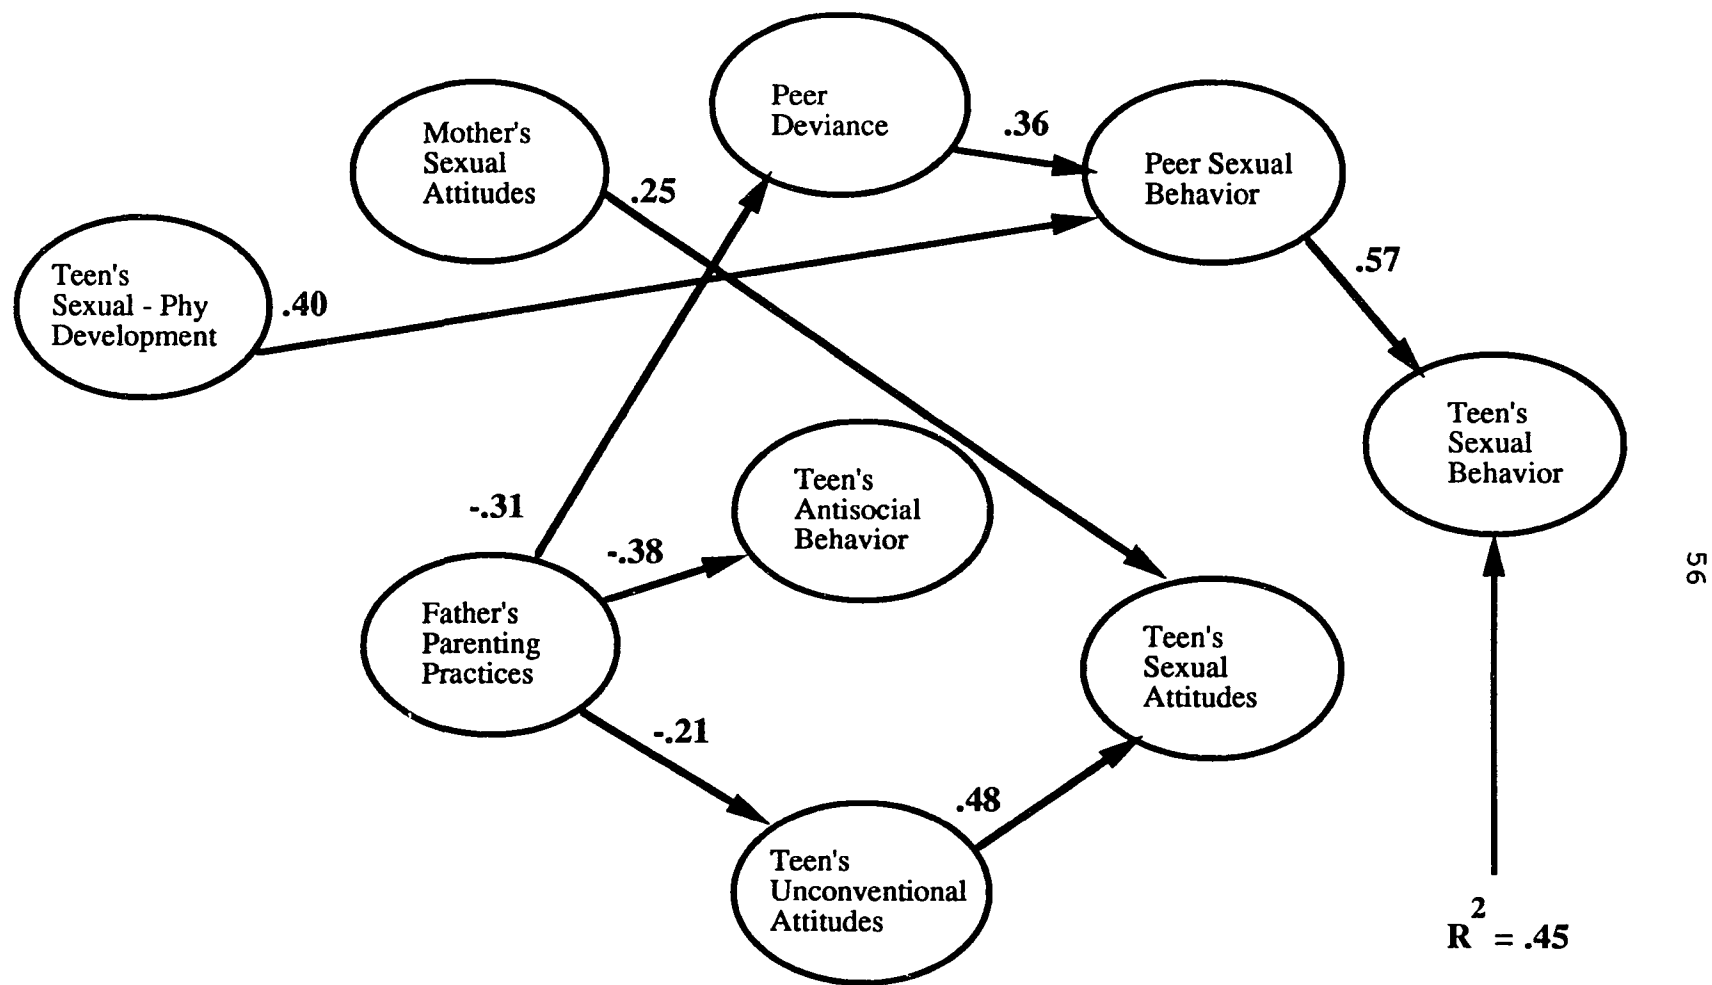 Peer
Deviance
.36
Mother's
Sexual
Attitudes
.25
Peer Sexual
Behavior
.57
Teen's
Sexual - Phy
Development
.40
Teen's
Sexual
Behavior
Teen's
Antisocial
Behavior
-.31
-.38
Father's
Parenting
Practices
-.21
Teen's
Sexual
Attitudes
.48
Teen's
Unconventional
Attitudes
R² = .45
56